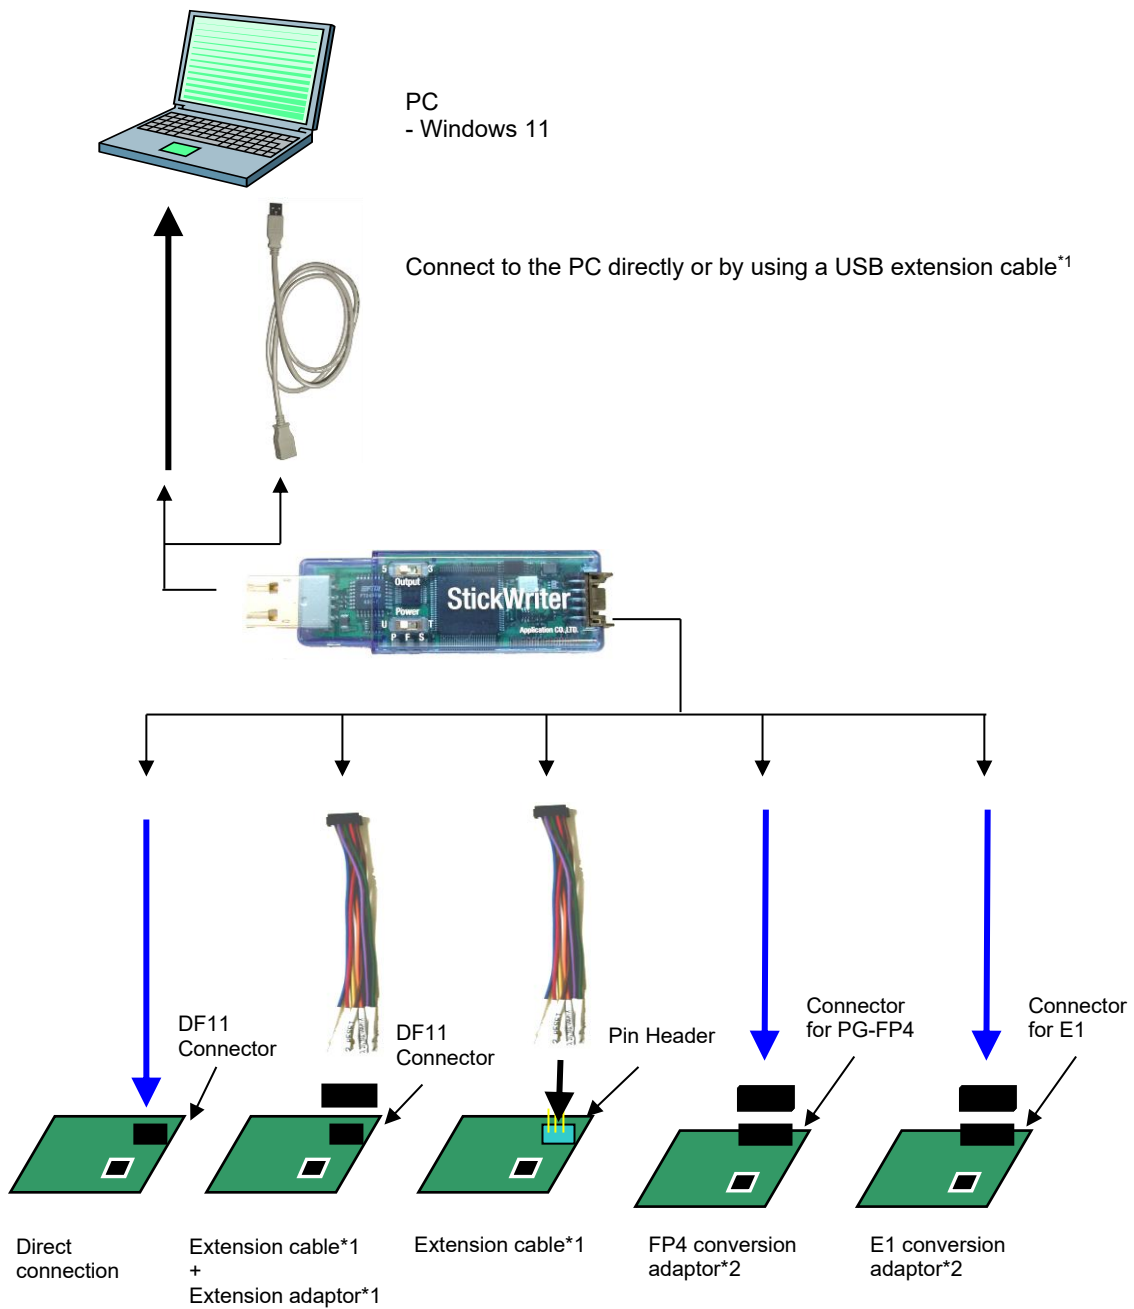 PC
- Windows 11
Connect to the PC directly or by using a USB extension cable*1
5 3
Output
Power
U T
P F S
StickWriter
Application CO.,LTD.
DF11
Connector
DF11
Connector
Pin Header
Connector
for PG-FP4
Connector
for E1
Direct
connection
Extension cable*1
+
Extension adaptor*1
Extension cable*1
FP4 conversion
adaptor*2
E1 conversion
adaptor*2